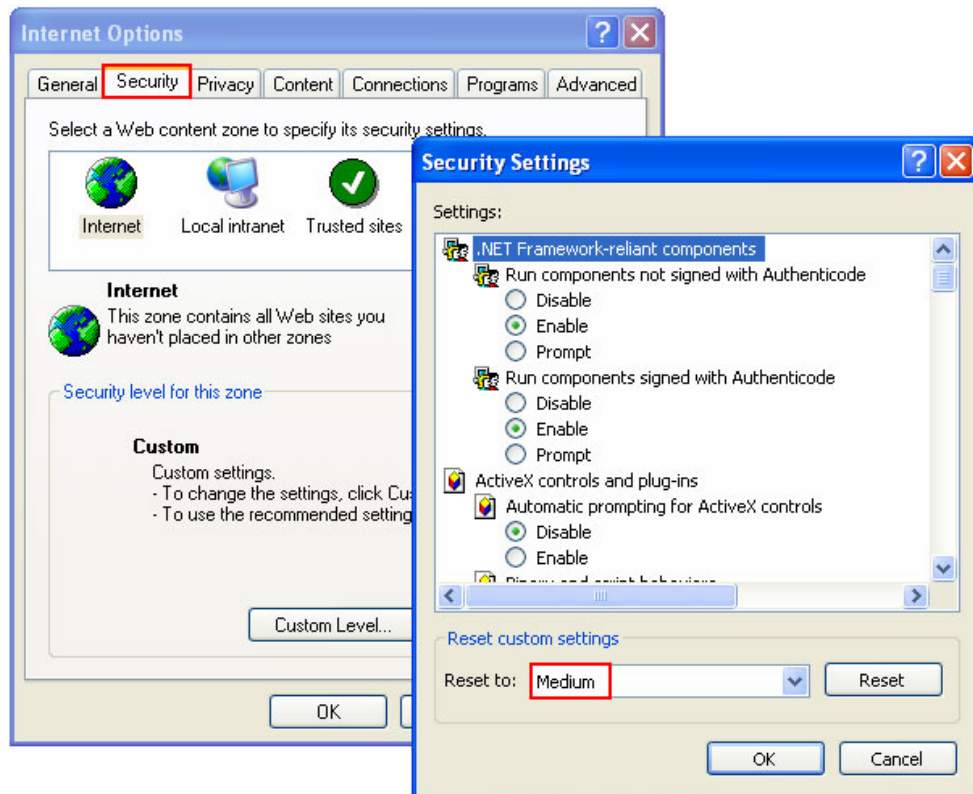 Internet Options
General Security Privacy Content Connections Programs Advanced
Select a Web content zone to specify its security settings.
Internet Local intranet Trusted sites
Internet
This zone contains all Web sites you
haven't placed in other zones
Security level for this zone
Custom
Custom settings.
- To change the settings, click Cu
- To use the recommended setting
Custom Level...
OK
Security Settings
Settings:
.NET Framework-reliant components
Run components not signed with Authenticode
Disable
Enable
Prompt
Run components signed with Authenticode
Disable
Enable
Prompt
ActiveX controls and plug-ins
Automatic prompting for ActiveX controls
Disable
Enable
Binary and script behaviors
Reset custom settings
Reset to: Medium Reset
OK Cancel